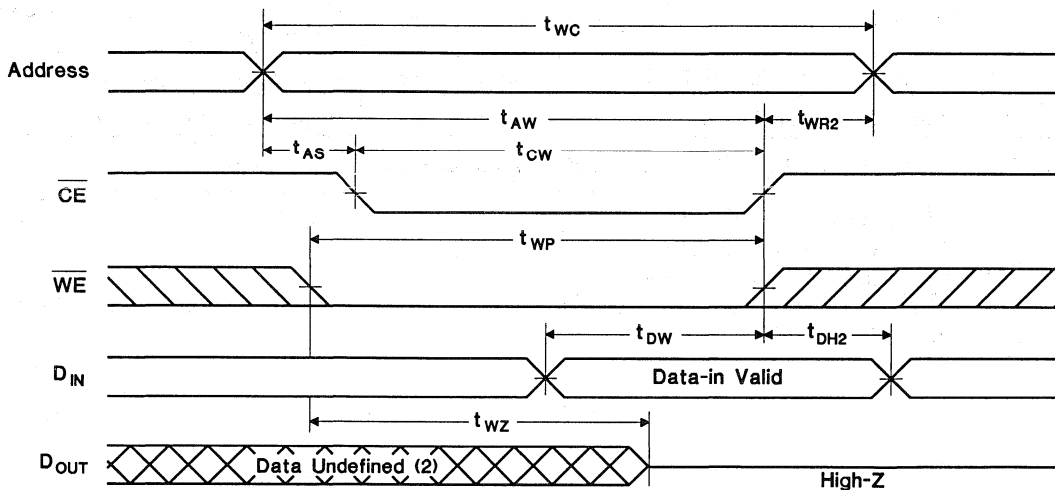 t WC
Address
t AW
t WR2
t AS
t CW
CE
t WP
WE
t DW
t DH2
D IN
Data-in Valid
t WZ
D OUT
Data Undefined (2)
High-Z